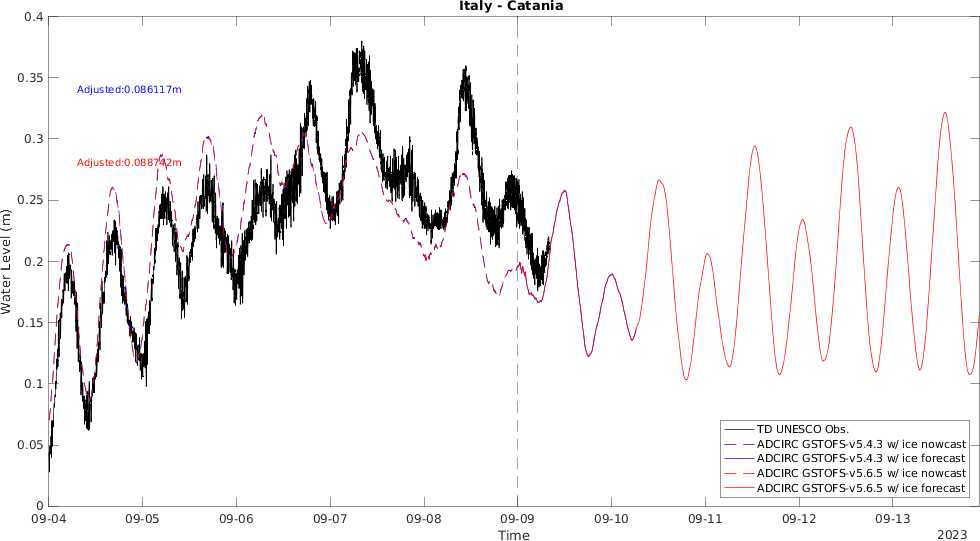 Italy - Catania
0.4
0.35
0.3
0.25
0.2
0.15
0.1
0.05
0
Water Level (m)
Adjusted:0.086117m
Adjusted:0.088742m
TD UNESCO Obs.
ADCIRC GSTOFS-v5.4.3 w/ ice nowcast
ADCIRC GSTOFS-v5.4.3 w/ ice forecast
ADCIRC GSTOFS-v5.6.5 w/ ice nowcast
ADCIRC GSTOFS-v5.6.5 w/ ice forecast
09-04 09-05 09-06 09-07 09-08 09-09 09-10 09-11 09-12 09-13
Time
2023